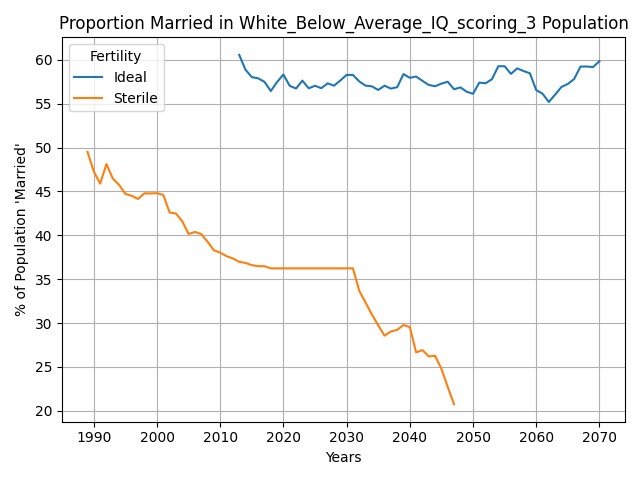 Proportion Married in White_Below_Average_IQ_scoring_3 Population
Fertility
Ideal
Sterile
% of Population 'Married'
60
55
50
45
40
35
30
25
20
1990 2000 2010 2020 2030 2040 2050 2060 2070
Years